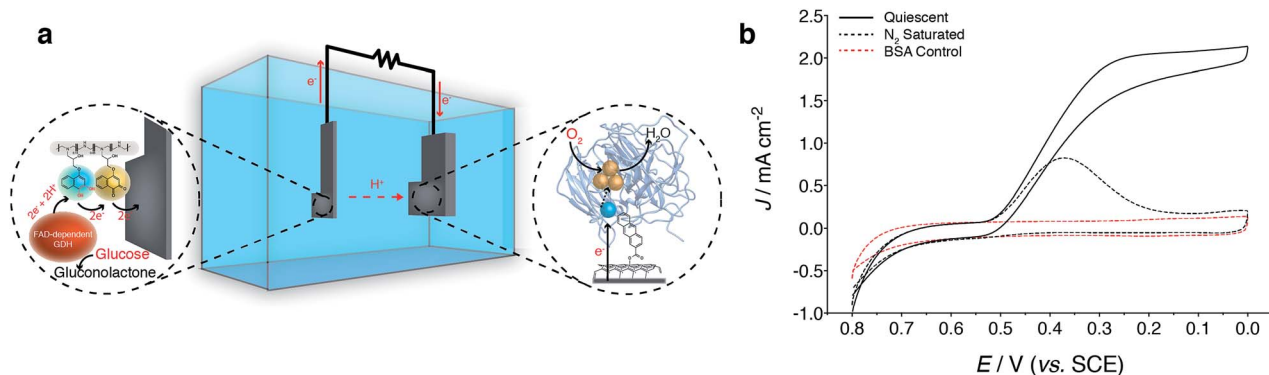 a
e-
e-
H+
2e- + 2H+
2e-
2e-
FAD-dependent
GDH
Glucose
Gluconolactone
O2
H2O
e-
b
Quiescent
N2 Saturated
BSA Control
J / mA cm-2
2.5
2.0
1.5
1.0
0.5
0.0
-0.5
-1.0
0.8 0.7 0.6 0.5 0.4 0.3 0.2 0.1 0.0
E / V (vs. SCE)